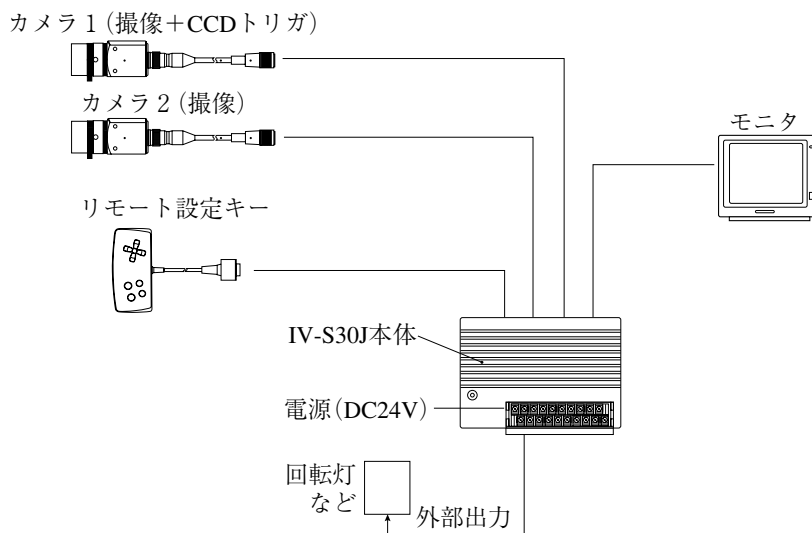 カメラ1(撮像+CCDトリガ)
カメラ2(撮像)
モニタ
リモート設定キー
IV-S30J本体
電源(DC24V)
回転灯
など
外部出力